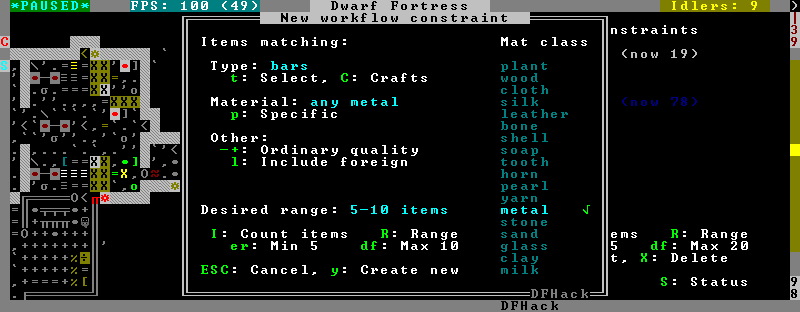 *PAUSED* FPS: 100 (49) Dwarf Fortress Idlers: 9
New workflow constraint
Items matching: Mat class
nstraints
Type: bars plant
(now 19)
t: Select, C: Crafts wood
cloth
Material: any metal silk
(now 70)
p: Specific leather
bone
Other: shell
-+: Ordinary quality soap
l: Include foreign tooth
horn
pearl
yarn
Desired range: 5-10 items metal √
stone
I: Count items R: Range sand
ems R: Range
er: Min 5 df: Max 10 glass
5 df: Max 20
clay
t, X: Delete
ESC: Cancel, y: Create new milk
S: Status
DFHack
DFHack